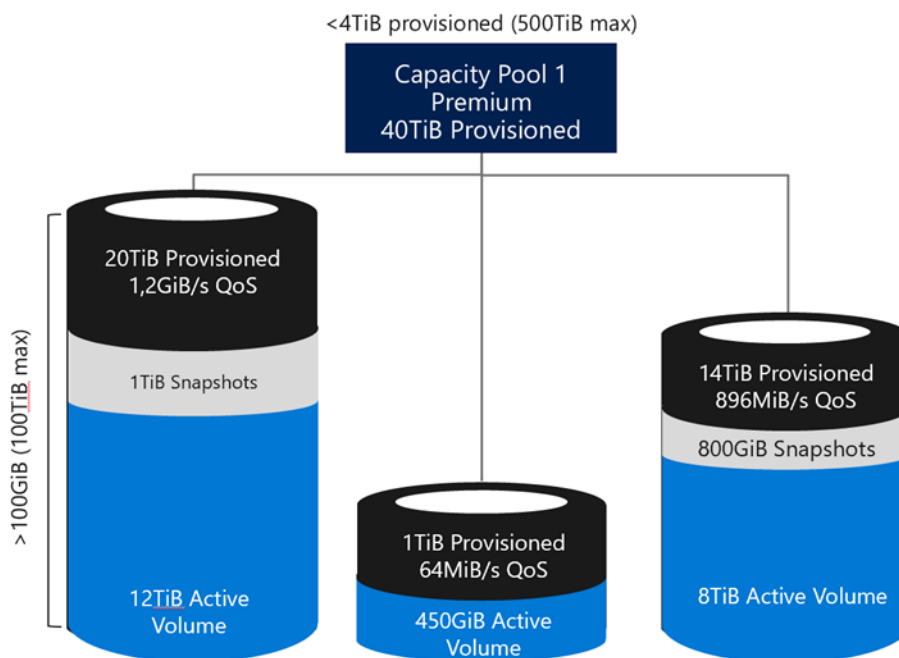 <4TiB provisioned (500TiB max)
Capacity Pool 1
Premium
40TiB Provisioned
>100GiB (100TiB max)
20TiB Provisioned
1,2GiB/s QoS
1TiB Snapshots
12TiB Active
Volume
1TiB Provisioned
64MiB/s QoS
450GiB Active
Volume
14TiB Provisioned
896MiB/s QoS
800GiB Snapshots
8TiB Active Volume